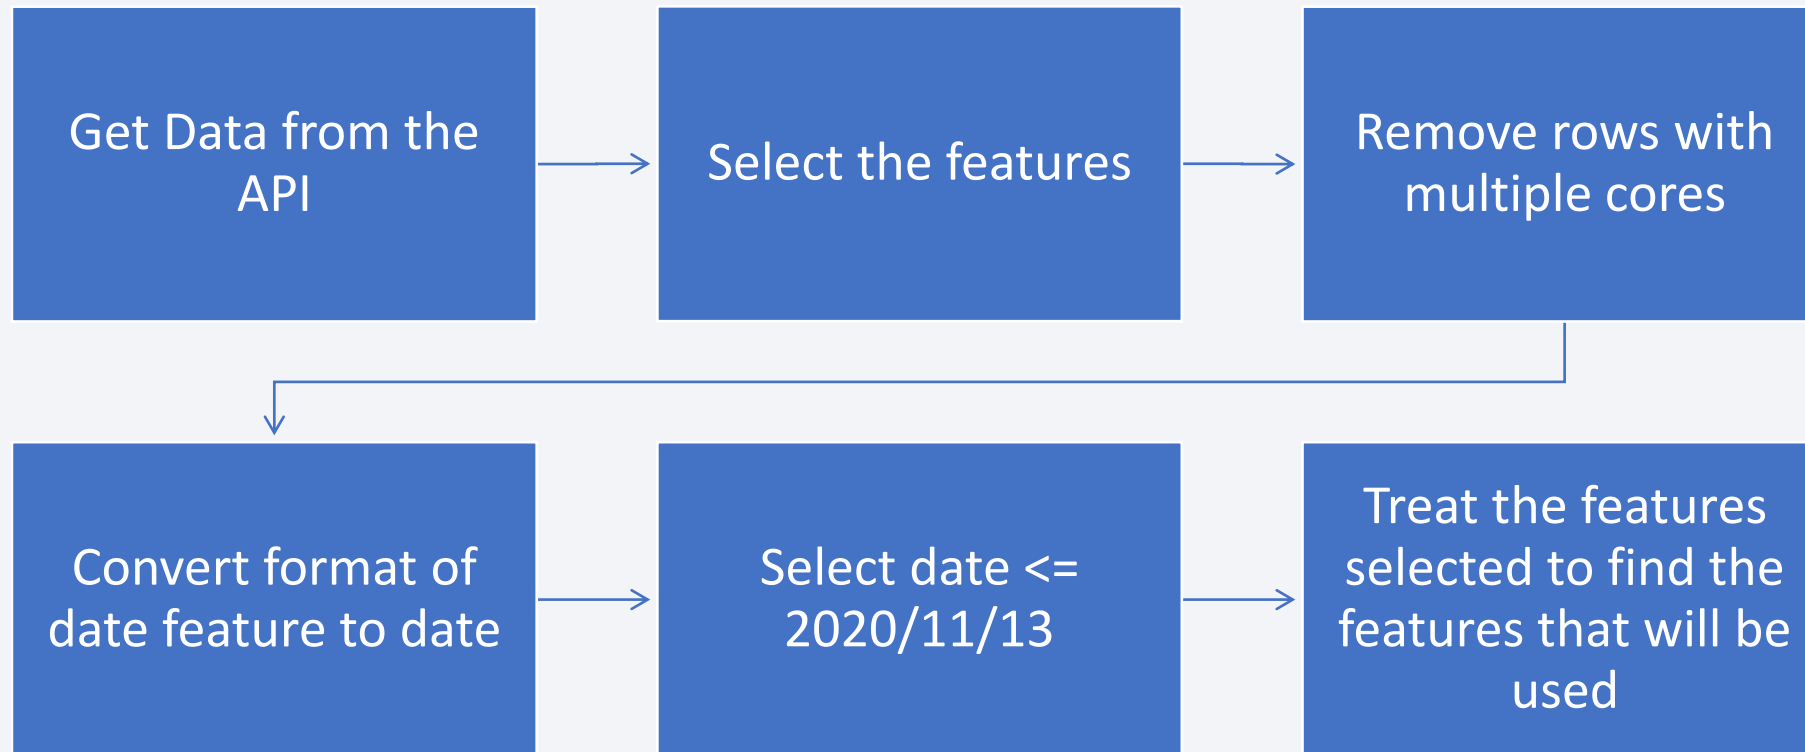 Get Data from the
API
Select the features
Remove rows with
multiple cores
Convert format of
date feature to date
Select date <=
2020/11/13
Treat the features
selected to find the
features that will be
used